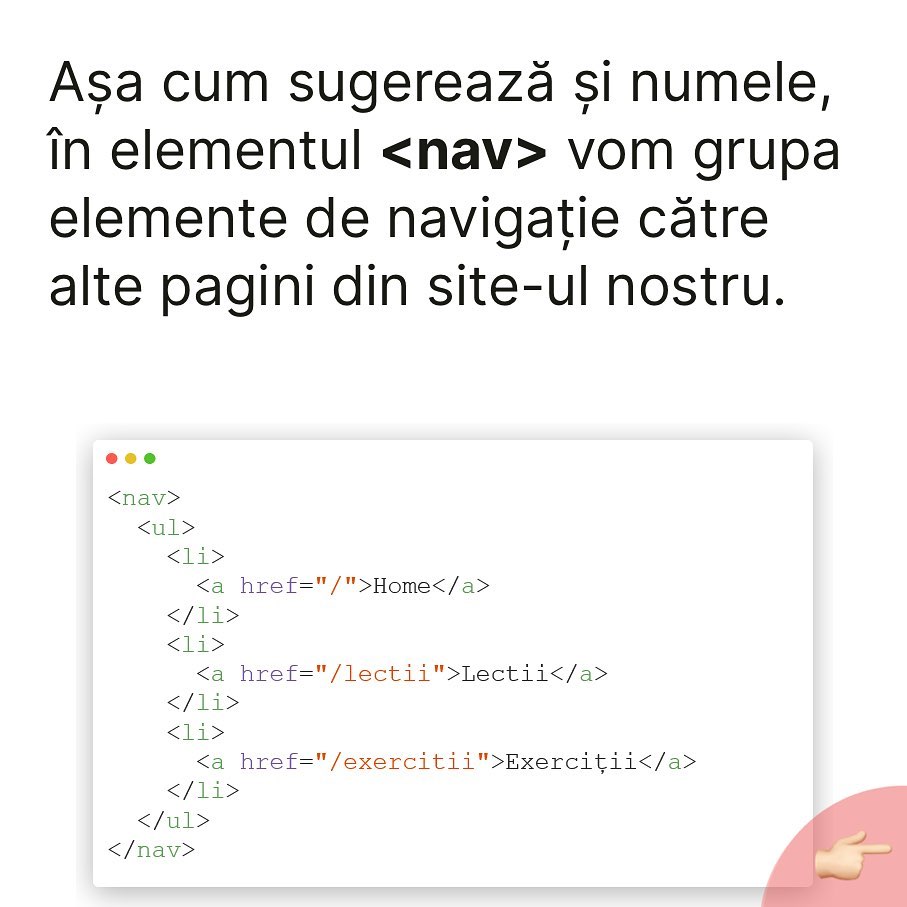 Așa cum sugerează și numele,
în elementul <nav> vom grupa
elemente de navigație către
alte pagini din site-ul nostru.
<nav>
  <ul>
    <li>
      <a href="/">Home</a>
    </li>
    <li>
      <a href="/lectii">Lectii</a>
    </li>
    <li>
      <a href="/exercitii">Exerciții</a>
    </li>
  </ul>
</nav>